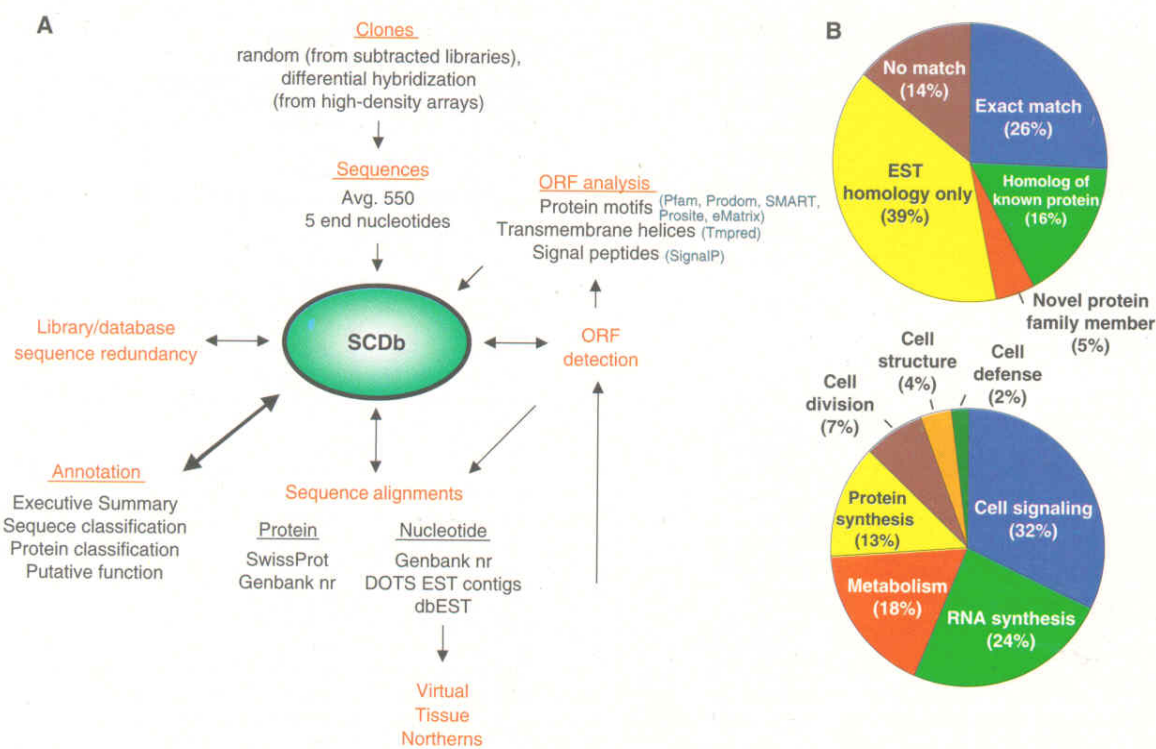 A
Clones
random (from subtracted libraries),
differential hybridization
(from high-density arrays)
Sequences
Avg. 550
5 end nucleotides
ORF analysis
Protein motifs (Pfam, Prodom, SMART,
Prosite, eMatrix)
Transmembrane helices (Tmpred)
Signal peptides (SignalP)
Library/database
sequence redundancy
SCDb
ORF
detection
Annotation
Executive Summary
Sequece classification
Protein classification
Putative function
Sequence alignments
Protein
SwissProt
Genbank nr
Nucleotide
Genbank nr
DOTS EST contigs
dbEST
Virtual
Tissue
Northerns
B
No match
(14%)
Exact match
(26%)
EST
homology only
(39%)
Homolog of
known protein
(16%)
Novel protein
family member
(5%)
Cell
structure
(4%)
Cell
defense
(2%)
Cell
division
(7%)
Protein
synthesis
(13%)
Cell signaling
(32%)
Metabolism
(18%)
RNA synthesis
(24%)